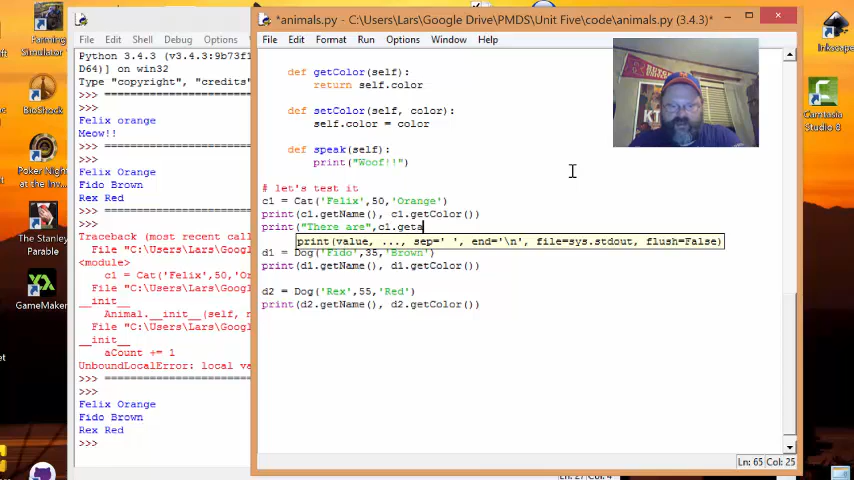 *animals.py - C:\Users\Lars\Google Drive\PMDS\Unit Five\code\animals.py (3.4.3)*
File Edit Format Run Options Window Help
def getColor(self):
return self.color
def setColor(self, color):
self.color = color
def speak(self):
print("Woof!!")
# let's test it
c1 = Cat('Felix',50,'Orange')
print(c1.getName(), c1.getColor())
print("There are",c1.geta
print(value, ..., sep=' ', end='\n', file=sys.stdout, flush=False)
d1 = Dog('Fido',35,'Brown')
print(d1.getName(), d1.getColor())
d2 = Dog('Rex',55,'Red')
print(d2.getName(), d2.getColor())
Ln: 65 Col: 25
File Edit Shell Debug Options
Python 3.4.3 (v3.4.3:9b73f1
D64)] on win32
Type "copyright", "credits"
>>> ================
>>>
Felix orange
Meow!!
>>> ================
>>>
Felix Orange
Fido Brown
Rex Red
>>> ================
>>>
Traceback (most recent call
File "C:\Users\Lars\Goog
<module>
c1 = Cat('Felix',50,'Or
File "C:\Users\Lars\Goog
__init__
Animal.__init__(self, n
File "C:\Users\Lars\Goog
__init__
aCount += 1
UnboundLocalError: local va
>>> ================
>>>
Felix Orange
Fido Brown
Rex Red
>>>
Farming
Simulator
BioShock
Poker Night
at the Inv...
The Stanley
Parable
GameMaker
Inkscape
Camtasia
Studio 8